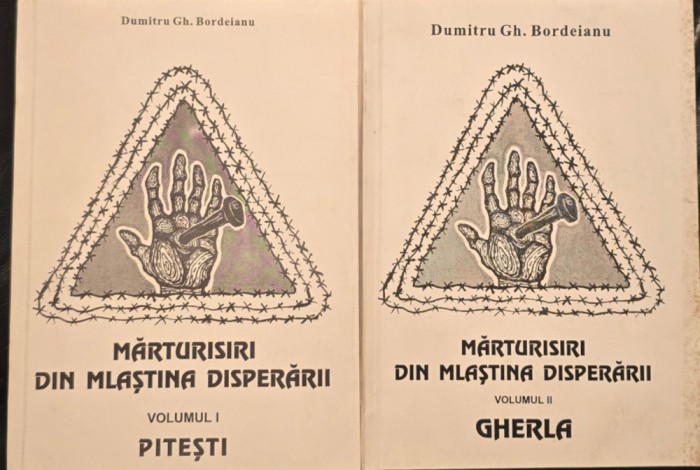 Dumitru Gh. Bordeianu
MĂRTURISIRI
DIN MLAŞTINA DISPERĂRII
VOLUMUL I
PITEŞTI
Dumitru Gh. Bordeianu
MĂRTURISIRI
DIN MLAŞTINA DISPERĂRII
VOLUMUL II
GHERLA